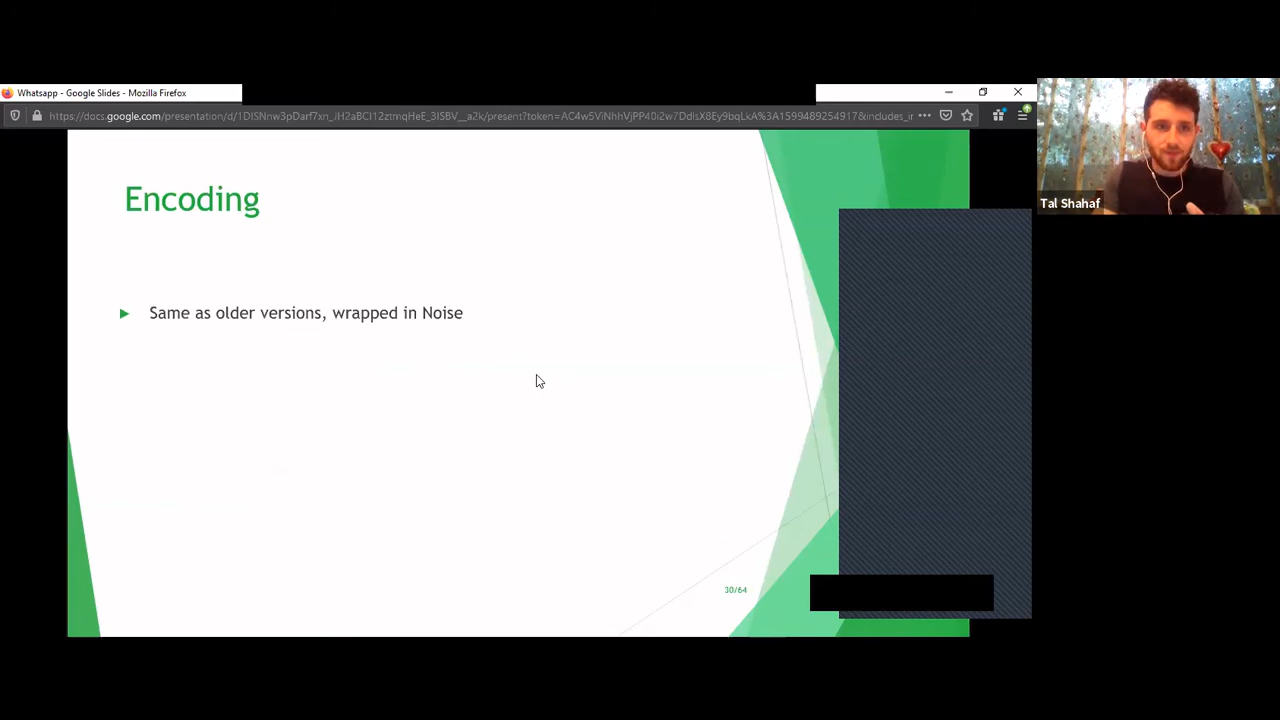 Whatsapp - Google Slides - Mozilla Firefox
Tal Shahaf
Encoding
Same as older versions, wrapped in Noise
30/64